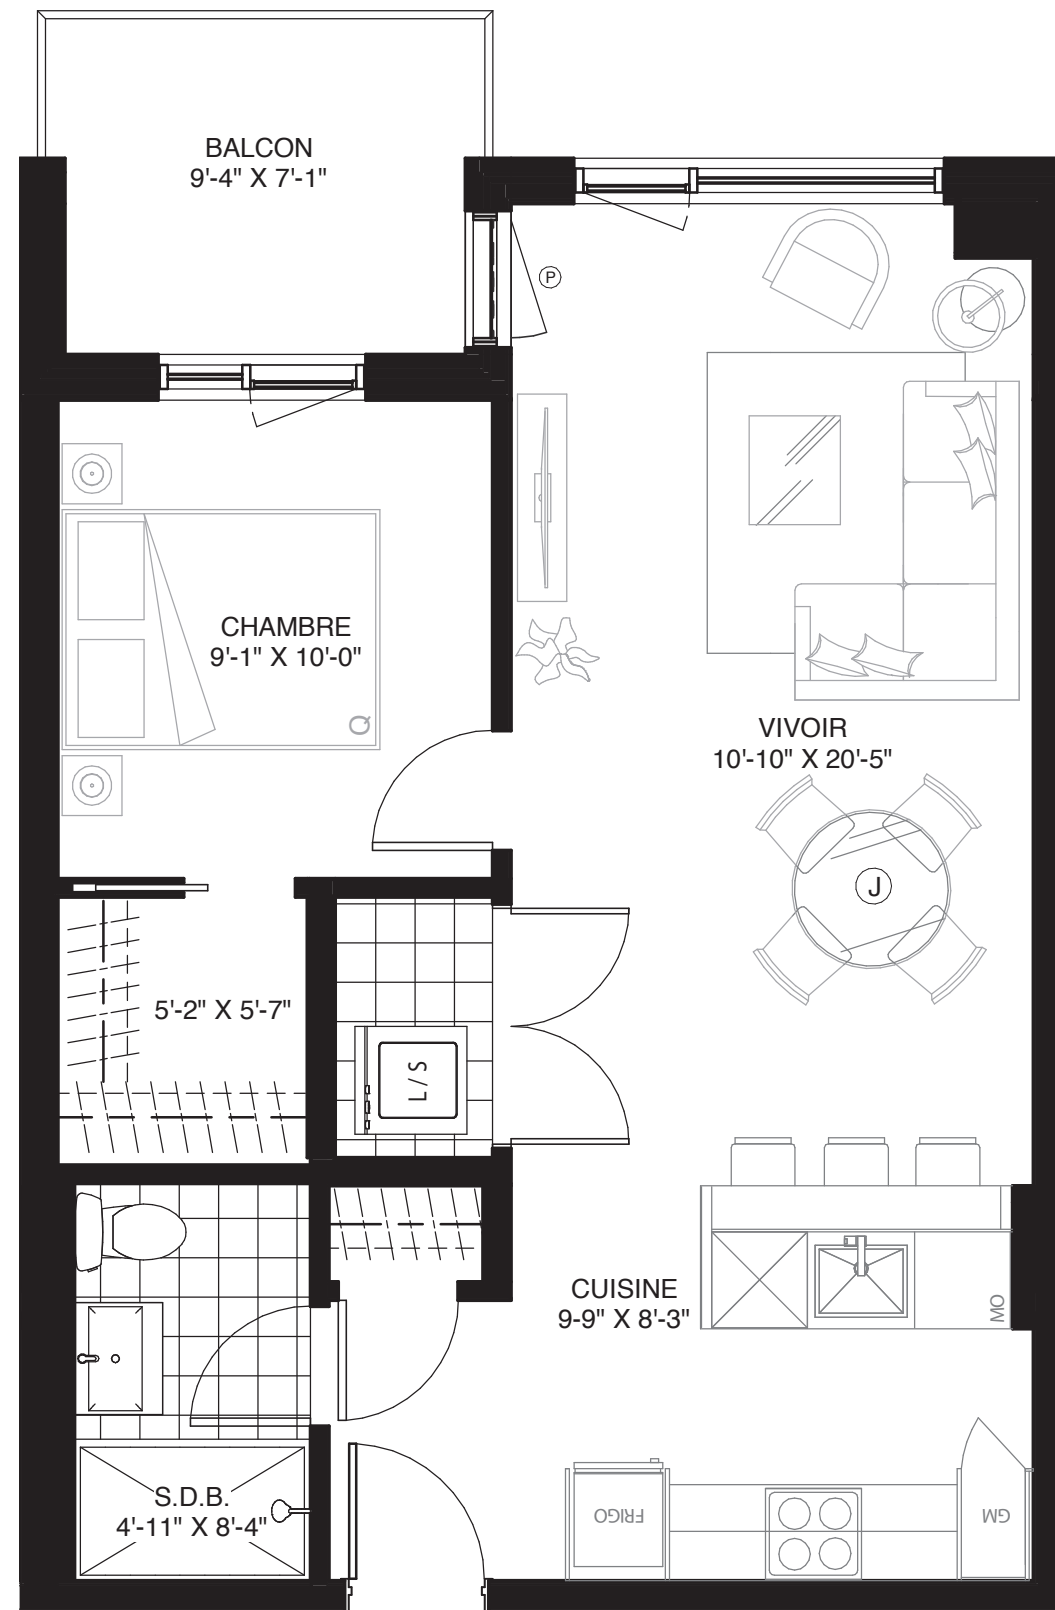 BALCON
9'-4" X 7'-1"
P
CHAMBRE
9'-1" X 10'-0"
Q
VIVOIR
10'-10" X 20'-5"
J
5'-2" X 5'-7"
L / S
CUISINE
9-9" X 8'-3"
MO
S.D.B.
4'-11" X 8'-4"
FRIGO
GM